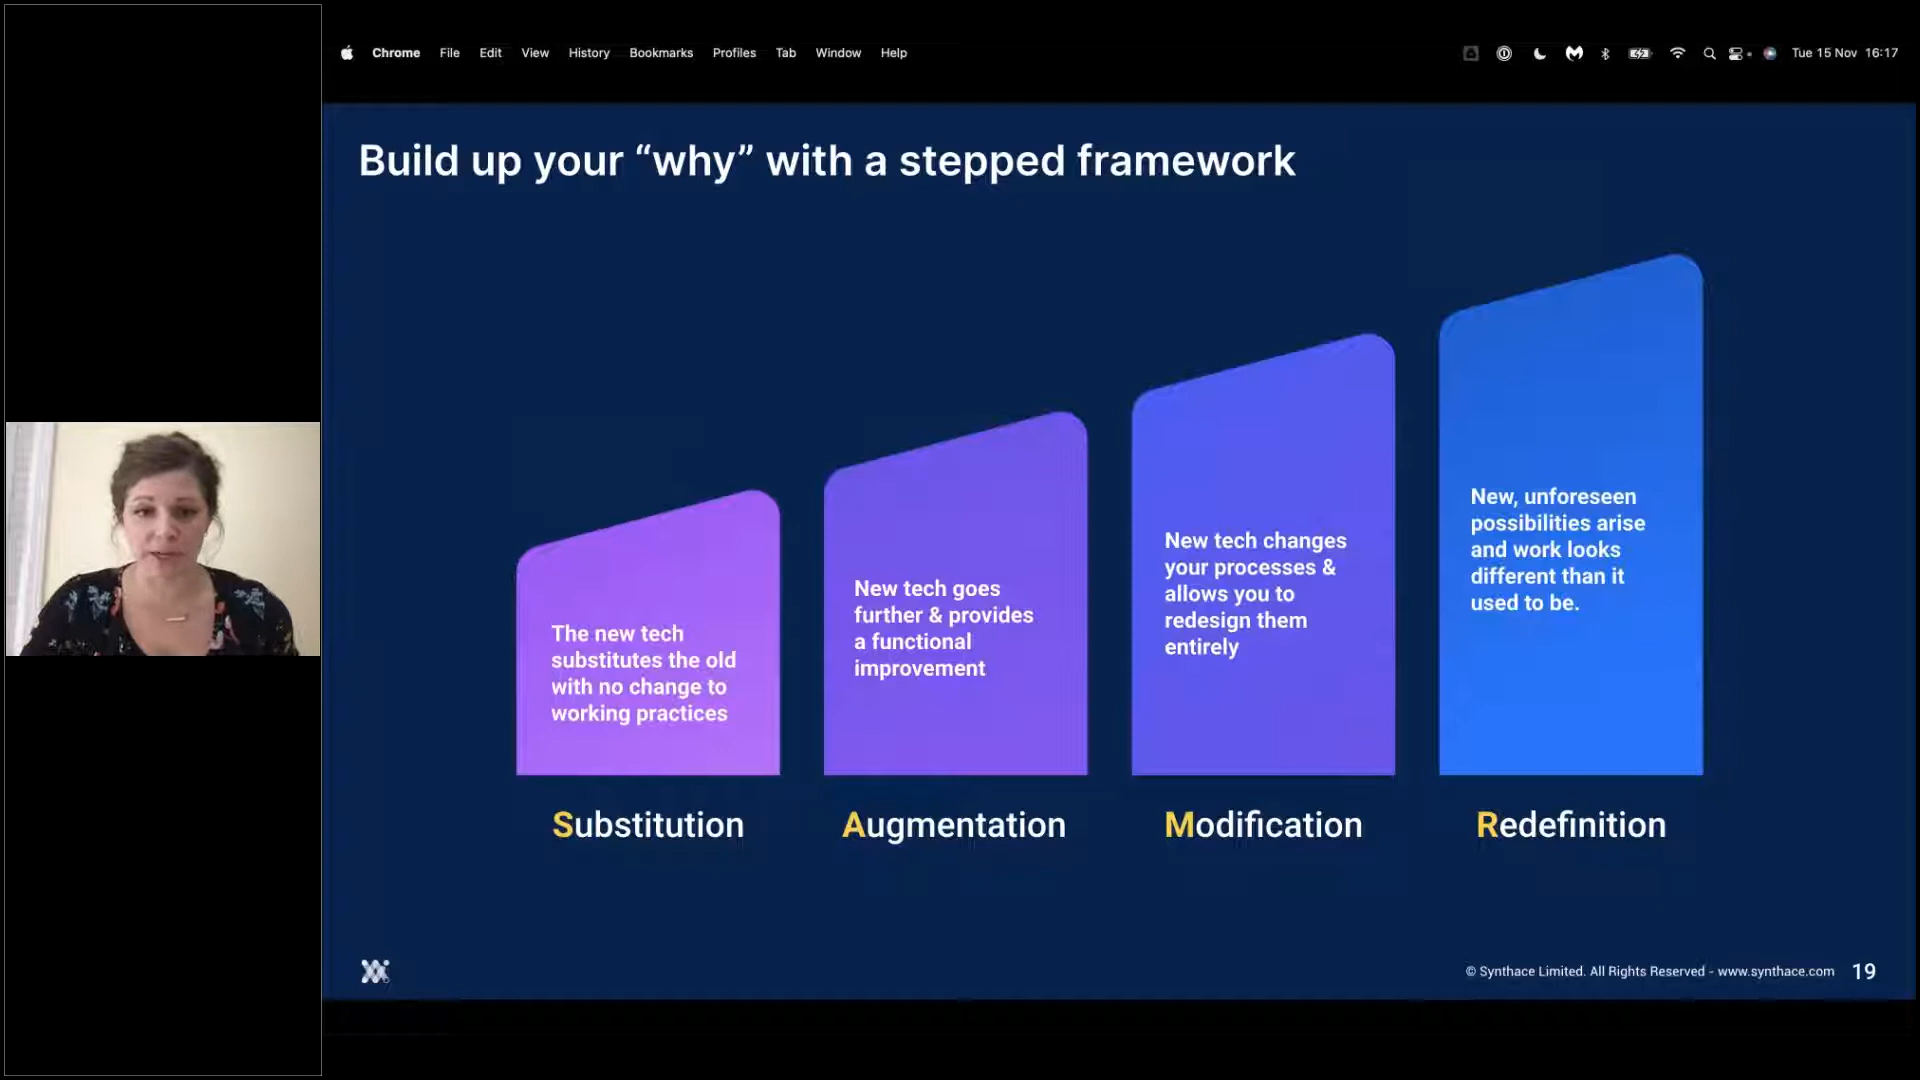 Chrome File Edit View History Bookmarks Profiles Tab Window Help
Tue 15 Nov 16:17
Build up your “why” with a stepped framework
The new tech
substitutes the old
with no change to
working practices
New tech goes
further & provides
a functional
improvement
New tech changes
your processes &
allows you to
redesign them
entirely
New, unforeseen
possibilities arise
and work looks
different than it
used to be.
Substitution
Augmentation
Modification
Redefinition
© Synthace Limited. All Rights Reserved - www.synthace.com 19